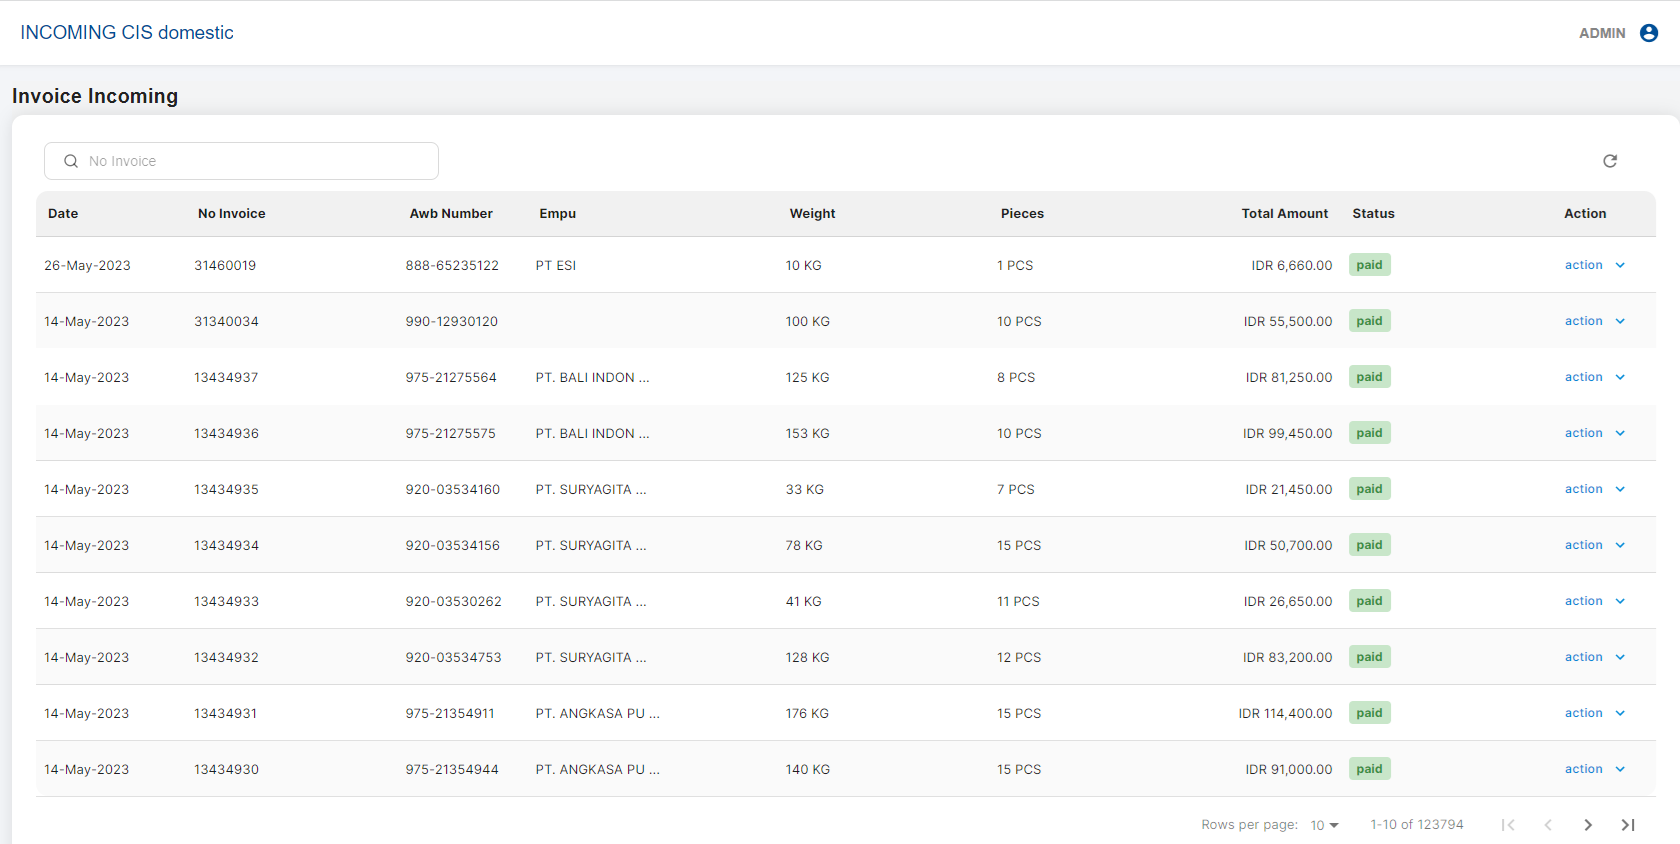 INCOMING CIS domestic ADMIN
Invoice Incoming
No Invoice
Date No Invoice Awb Number Empu Weight Pieces Total Amount Status Action
26-May-2023 31460019 888-65235122 PT ESI 10 KG 1 PCS IDR 6,660.00 paid action
14-May-2023 31340034 990-12930120 100 KG 10 PCS IDR 55,500.00 paid action
14-May-2023 13434937 975-21275564 PT. BALI INDON ... 125 KG 8 PCS IDR 81,250.00 paid action
14-May-2023 13434936 975-21275575 PT. BALI INDON ... 153 KG 10 PCS IDR 99,450.00 paid action
14-May-2023 13434935 920-03534160 PT. SURYAGITA ... 33 KG 7 PCS IDR 21,450.00 paid action
14-May-2023 13434934 920-03534156 PT. SURYAGITA ... 78 KG 15 PCS IDR 50,700.00 paid action
14-May-2023 13434933 920-03530262 PT. SURYAGITA ... 41 KG 11 PCS IDR 26,650.00 paid action
14-May-2023 13434932 920-03534753 PT. SURYAGITA ... 128 KG 12 PCS IDR 83,200.00 paid action
14-May-2023 13434931 975-21354911 PT. ANGKASA PU ... 176 KG 15 PCS IDR 114,400.00 paid action
14-May-2023 13434930 975-21354944 PT. ANGKASA PU ... 140 KG 15 PCS IDR 91,000.00 paid action
Rows per page: 10 1-10 of 123794